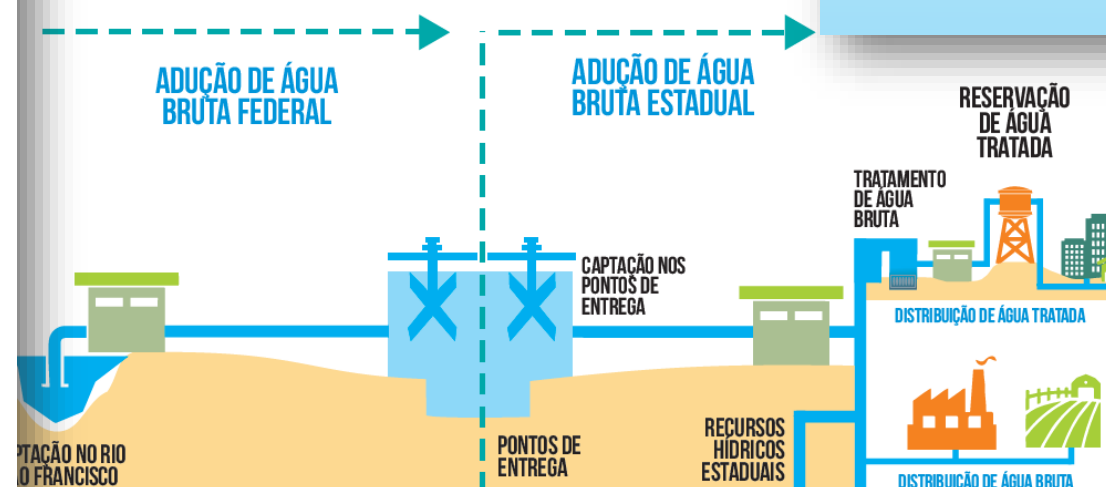 ADUÇÃO DE ÁGUA
BRUTA FEDERAL
ADUÇÃO DE ÁGUA
BRUTA ESTADUAL
RESERVAÇÃO
DE ÁGUA
TRATADA
TRATAMENTO
DE ÁGUA
BRUTA
CAPTAÇÃO NOS
PONTOS DE
ENTREGA
DISTRIBUIÇÃO DE ÁGUA TRATADA
PTAÇÃO NO RIO
O FRANCISCO
PONTOS DE
ENTREGA
RECURSOS
HÍDRICOS
ESTADUAIS
DISTRIBUIÇÃO DE ÁGUA BRUTA